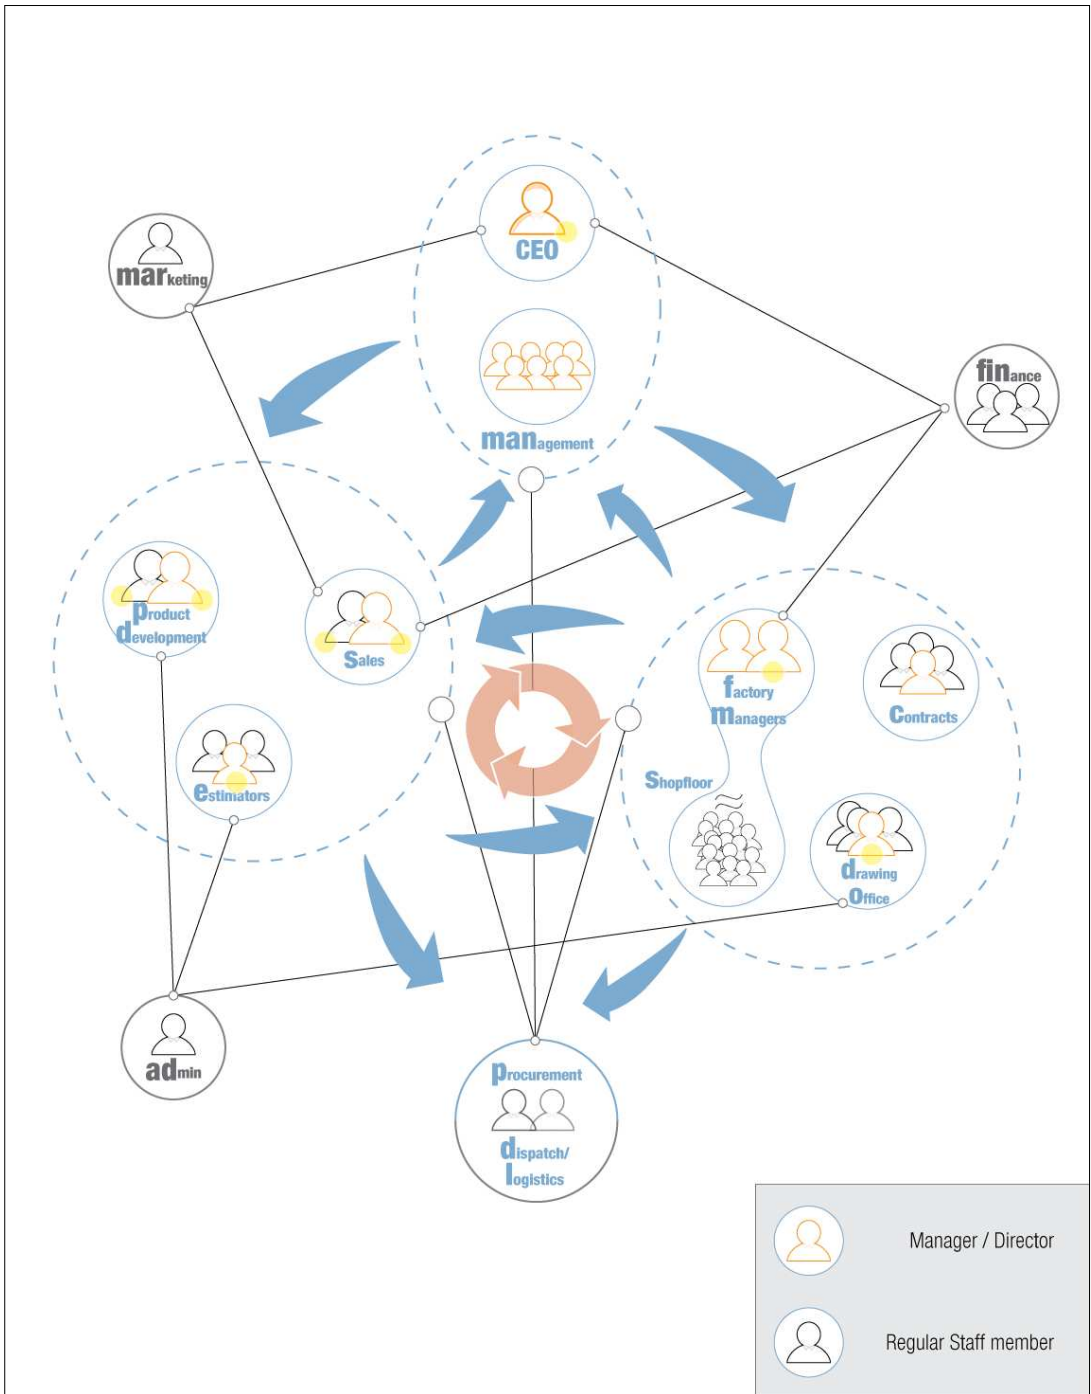 CEO
marketing
finance
management
product
development
sales
factory
managers
Contracts
estimators
Shopfloor
drawing
Office
admin
procurement
dispatch/
logistics
Manager / Director
Regular Staff member